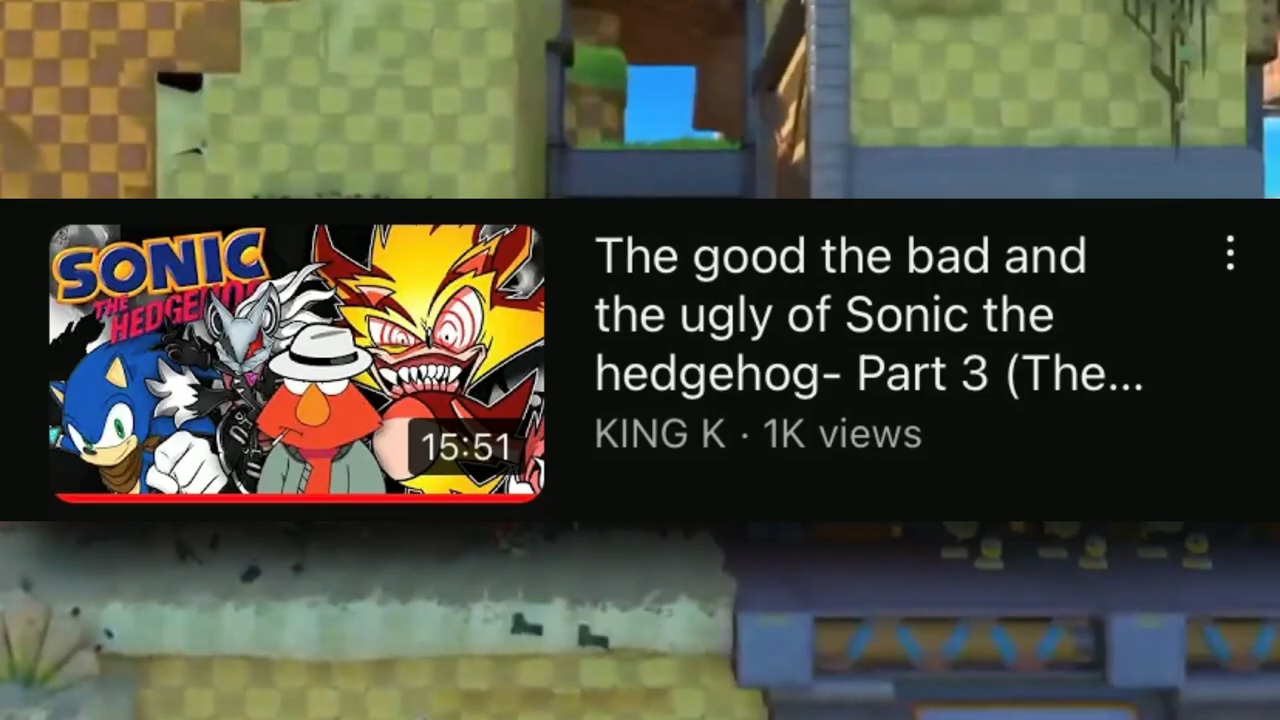 SONIC
THE
HEDGEHOG
15:51
The good the bad and
the ugly of Sonic the
hedgehog- Part 3 (The...
KING K · 1K views